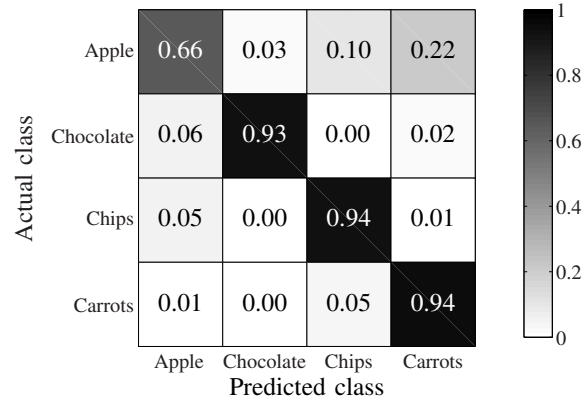 Apple 0.66 0.03 0.10 0.22
Chocolate 0.06 0.93 0.00 0.02
Chips 0.05 0.00 0.94 0.01
Carrots 0.01 0.00 0.05 0.94
Apple Chocolate Chips Carrots
Predicted class
Actual class
1
0.8
0.6
0.4
0.2
0